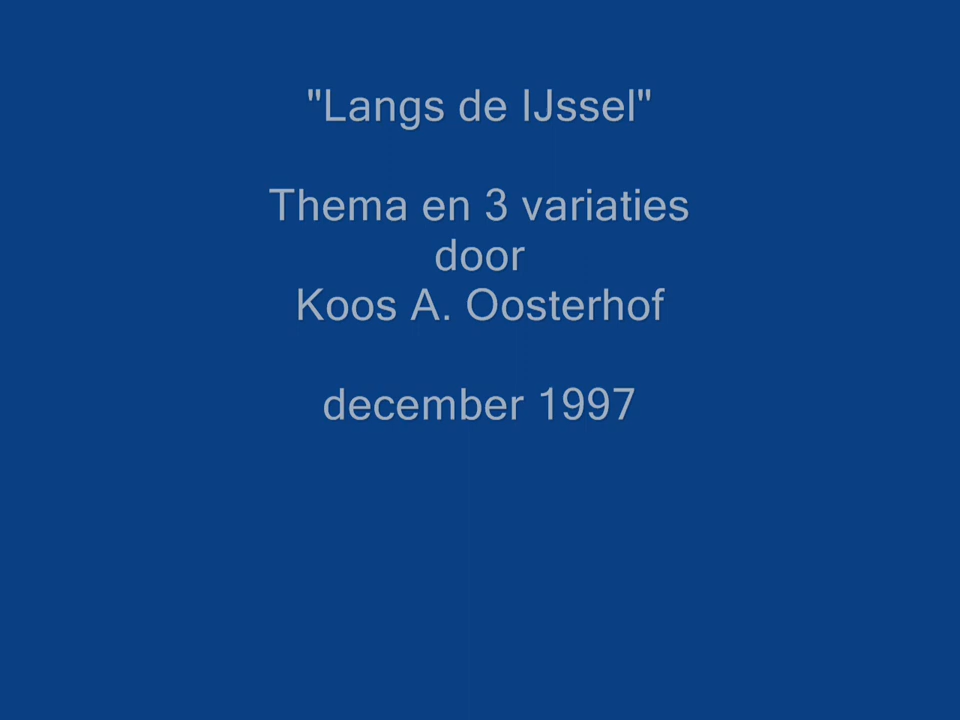 "Langs de IJssel"
Thema en 3 variaties
door
Koos A. Oosterhof
december 1997